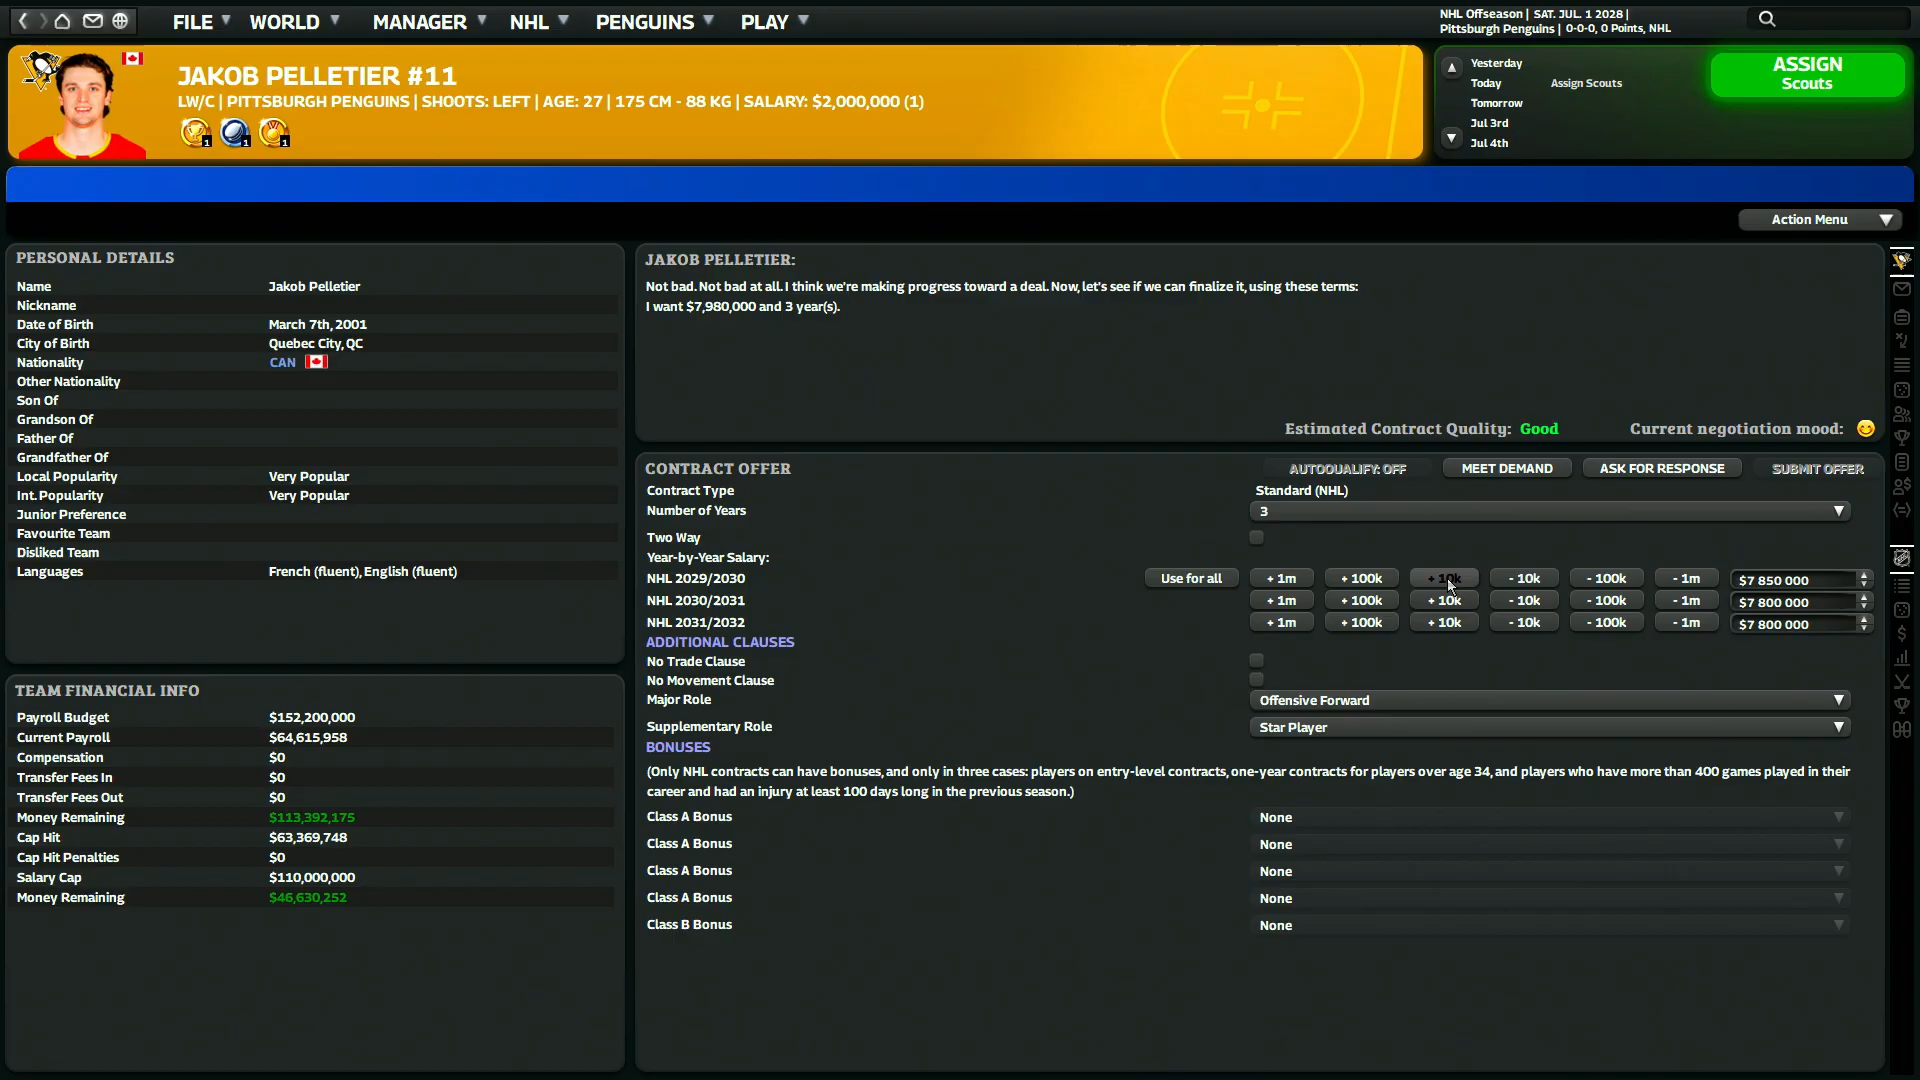 FILE WORLD MANAGER NHL PENGUINS PLAY
NHL Offseason | SAT. JUL. 1 2028 |
Pittsburgh Penguins | 0-0-0, 0 Points, NHL
JAKOB PELLETIER #11
LW/C | PITTSBURGH PENGUINS | SHOOTS: LEFT | AGE: 27 | 175 CM - 88 KG | SALARY: $2,000,000 (1)
1 1 1
Yesterday
Today Assign Scouts
Tomorrow
Jul 3rd
Jul 4th
ASSIGN
Scouts
Action Menu
PERSONAL DETAILS
Name Jakob Pelletier
Nickname
Date of Birth March 7th, 2001
City of Birth Quebec City, QC
Nationality CAN
Other Nationality
Son Of
Grandson Of
Father Of
Grandfather Of
Local Popularity Very Popular
Int. Popularity Very Popular
Junior Preference
Favourite Team
Disliked Team
Languages French (fluent), English (fluent)
TEAM FINANCIAL INFO
Payroll Budget $152,200,000
Current Payroll $64,615,958
Compensation $0
Transfer Fees In $0
Transfer Fees Out $0
Money Remaining $113,392,175
Cap Hit $63,369,748
Cap Hit Penalties $0
Salary Cap $110,000,000
Money Remaining $46,630,252
JAKOB PELLETIER:
Not bad. Not bad at all. I think we're making progress toward a deal. Now, let's see if we can finalize it, using these terms:
I want $7,980,000 and 3 year(s).
Estimated Contract Quality: Good Current negotiation mood:
CONTRACT OFFER AUTOQUALIFY: OFF MEET DEMAND ASK FOR RESPONSE SUBMIT OFFER
Contract Type Standard (NHL)
Number of Years 3
Two Way
Year-by-Year Salary:
NHL 2029/2030 Use for all + 1m + 100k + 10k - 10k - 100k - 1m $7 850 000
NHL 2030/2031 + 1m + 100k + 10k - 10k - 100k - 1m $7 800 000
NHL 2031/2032 + 1m + 100k + 10k - 10k - 100k - 1m $7 800 000
ADDITIONAL CLAUSES
No Trade Clause
No Movement Clause
Major Role Offensive Forward
Supplementary Role Star Player
BONUSES
(Only NHL contracts can have bonuses, and only in three cases: players on entry-level contracts, one-year contracts for players over age 34, and players who have more than 400 games played in their
career and had an injury at least 100 days long in the previous season.)
Class A Bonus None
Class A Bonus None
Class A Bonus None
Class A Bonus None
Class B Bonus None